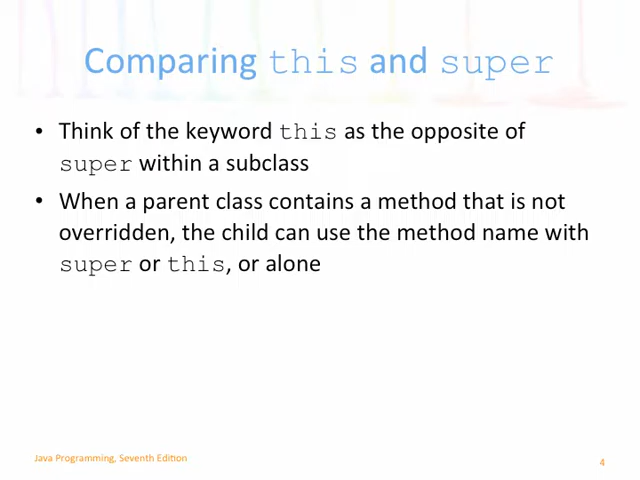 Comparing this and super
• Think of the keyword this as the opposite of
super within a subclass
• When a parent class contains a method that is not
overridden, the child can use the method name with
super or this, or alone
Java Programming, Seventh Edition
4